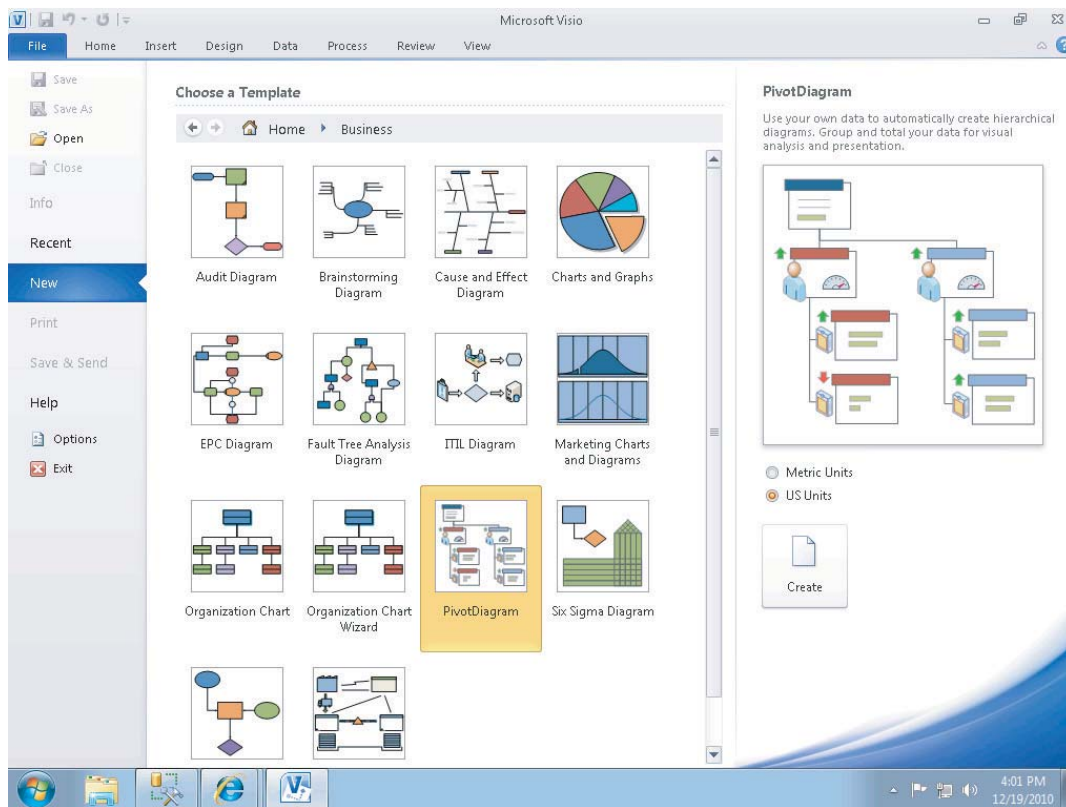 Microsoft Visio
File Home Insert Design Data Process Review View
Save
Save As
Open
Close
Info
Recent
New
Print
Save & Send
Help
Options
Exit
Choose a Template
Home Business
Audit Diagram
Brainstorming
Diagram
Cause and Effect
Diagram
Charts and Graphs
EPC Diagram
Fault Tree Analysis
Diagram
ITIL Diagram
Marketing Charts
and Diagrams
Organization Chart
Organization Chart
Wizard
PivotDiagram
Six Sigma Diagram
PivotDiagram
Use your own data to automatically create hierarchical
diagrams. Group and total your data for visual
analysis and presentation.
Metric Units
US Units
Create
4:01 PM
12/19/2010